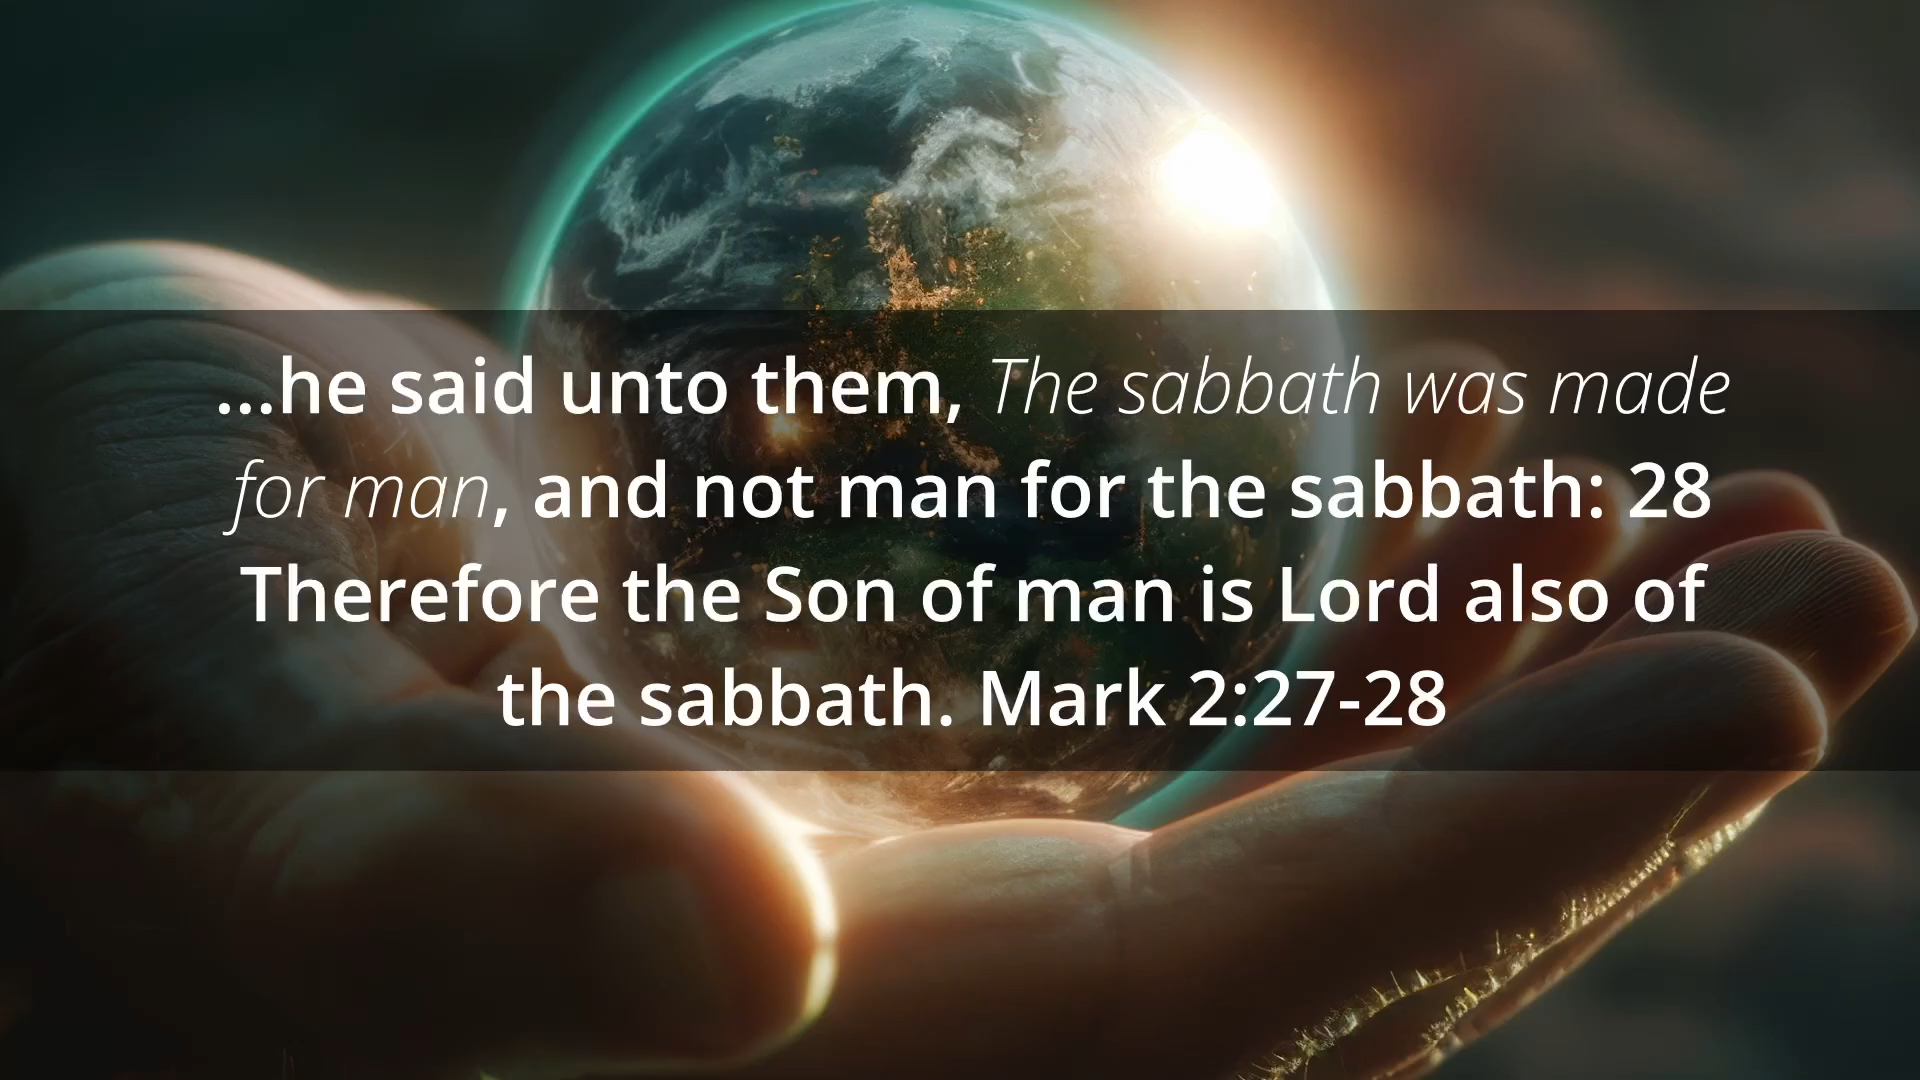 ...he said unto them, The sabbath was made
for man, and not man for the sabbath: 28
Therefore the Son of man is Lord also of
the sabbath. Mark 2:27-28